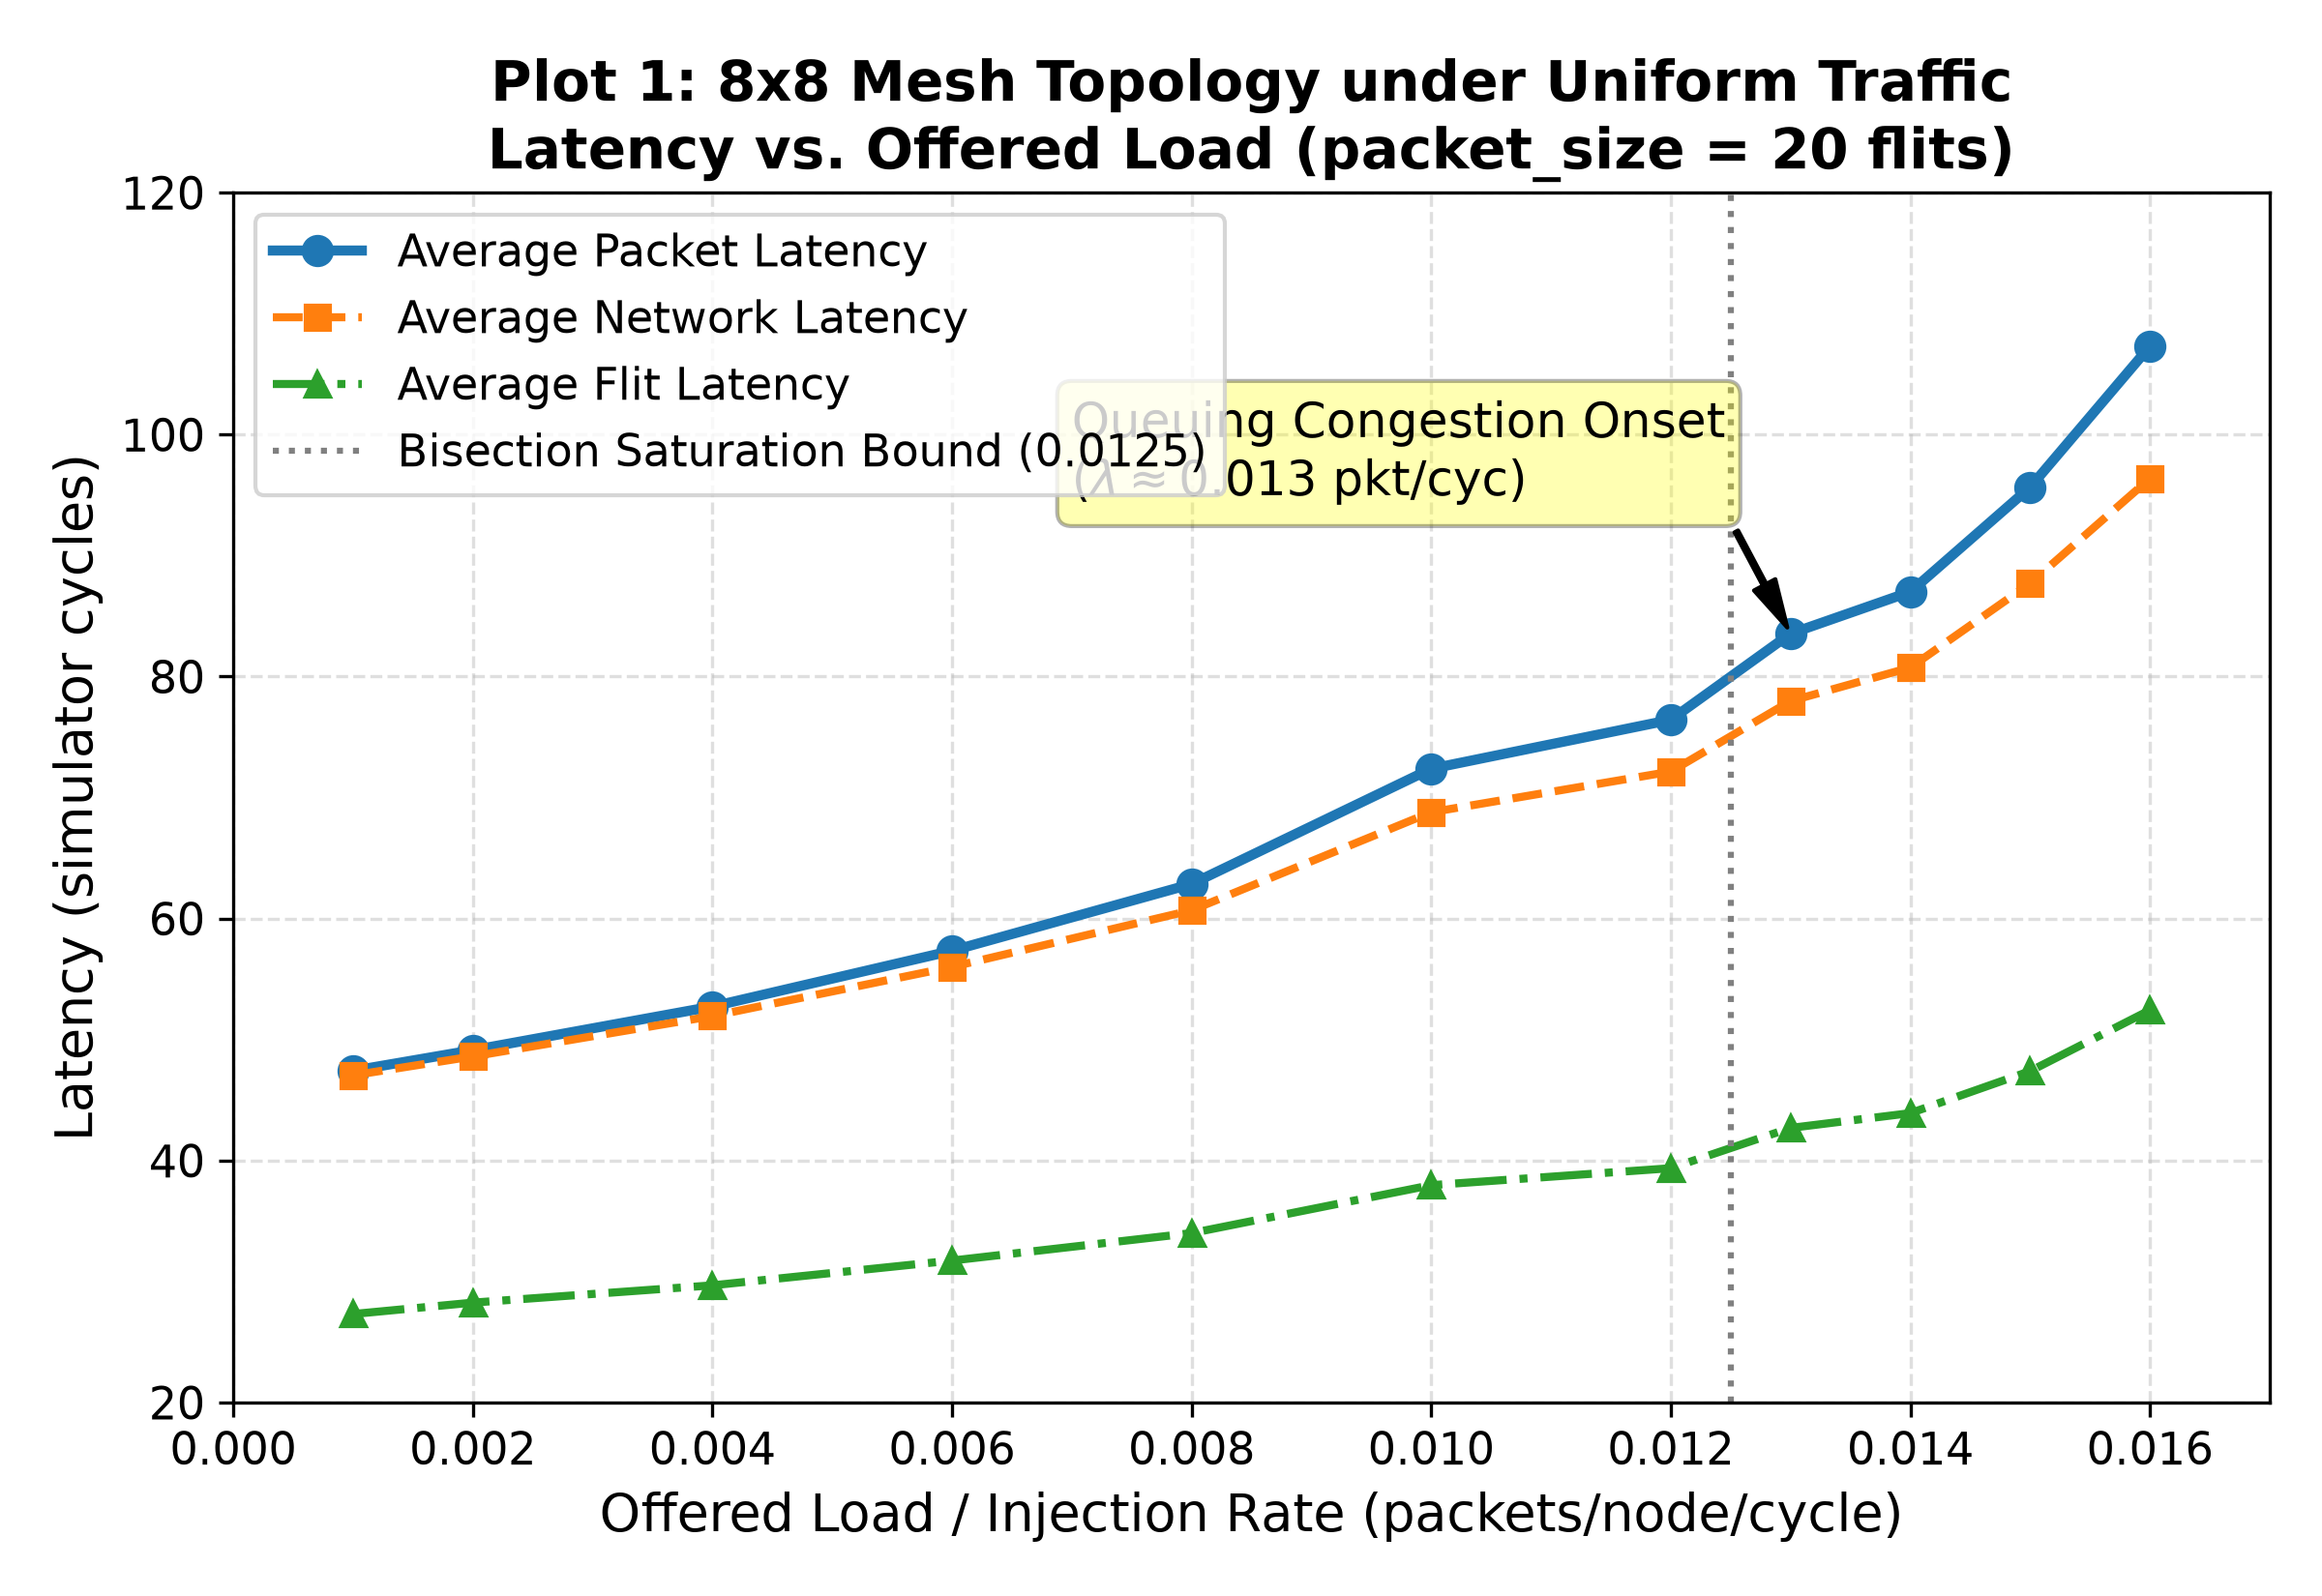 Plot 1: 8x8 Mesh Topology under Uniform Traffic
Latency vs. Offered Load (packet_size = 20 flits)
Latency (simulator cycles)
120
100
80
60
40
20
Average Packet Latency
Average Network Latency
Average Flit Latency
Bisection Saturation Bound (0.0125)
Queuing Congestion Onset
(λ ≈ 0.013 pkt/cyc)
0.000
0.002
0.004
0.006
0.008
0.010
0.012
0.014
0.016
Offered Load / Injection Rate (packets/node/cycle)